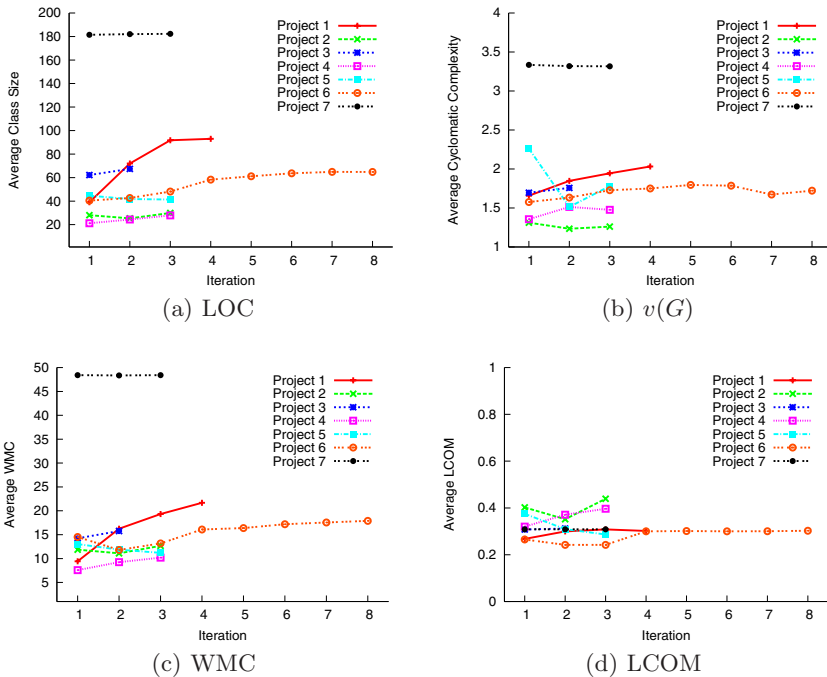 200
180
160
140
120
100
80
60
40
20
Average Class Size
Project 1
Project 2
Project 3
Project 4
Project 5
Project 6
Project 7
1 2 3 4 5 6 7 8
Iteration
(a) LOC
4
3.5
3
2.5
2
1.5
1
Average Cyclomatic Complexity
Project 1
Project 2
Project 3
Project 4
Project 5
Project 6
Project 7
1 2 3 4 5 6 7 8
Iteration
(b) v(G)
50
45
40
35
30
25
20
15
10
5
Average WMC
Project 1
Project 2
Project 3
Project 4
Project 5
Project 6
Project 7
1 2 3 4 5 6 7 8
Iteration
(c) WMC
1
0.8
0.6
0.4
0.2
0
Average LCOM
Project 1
Project 2
Project 3
Project 4
Project 5
Project 6
Project 7
1 2 3 4 5 6 7 8
Iteration
(d) LCOM